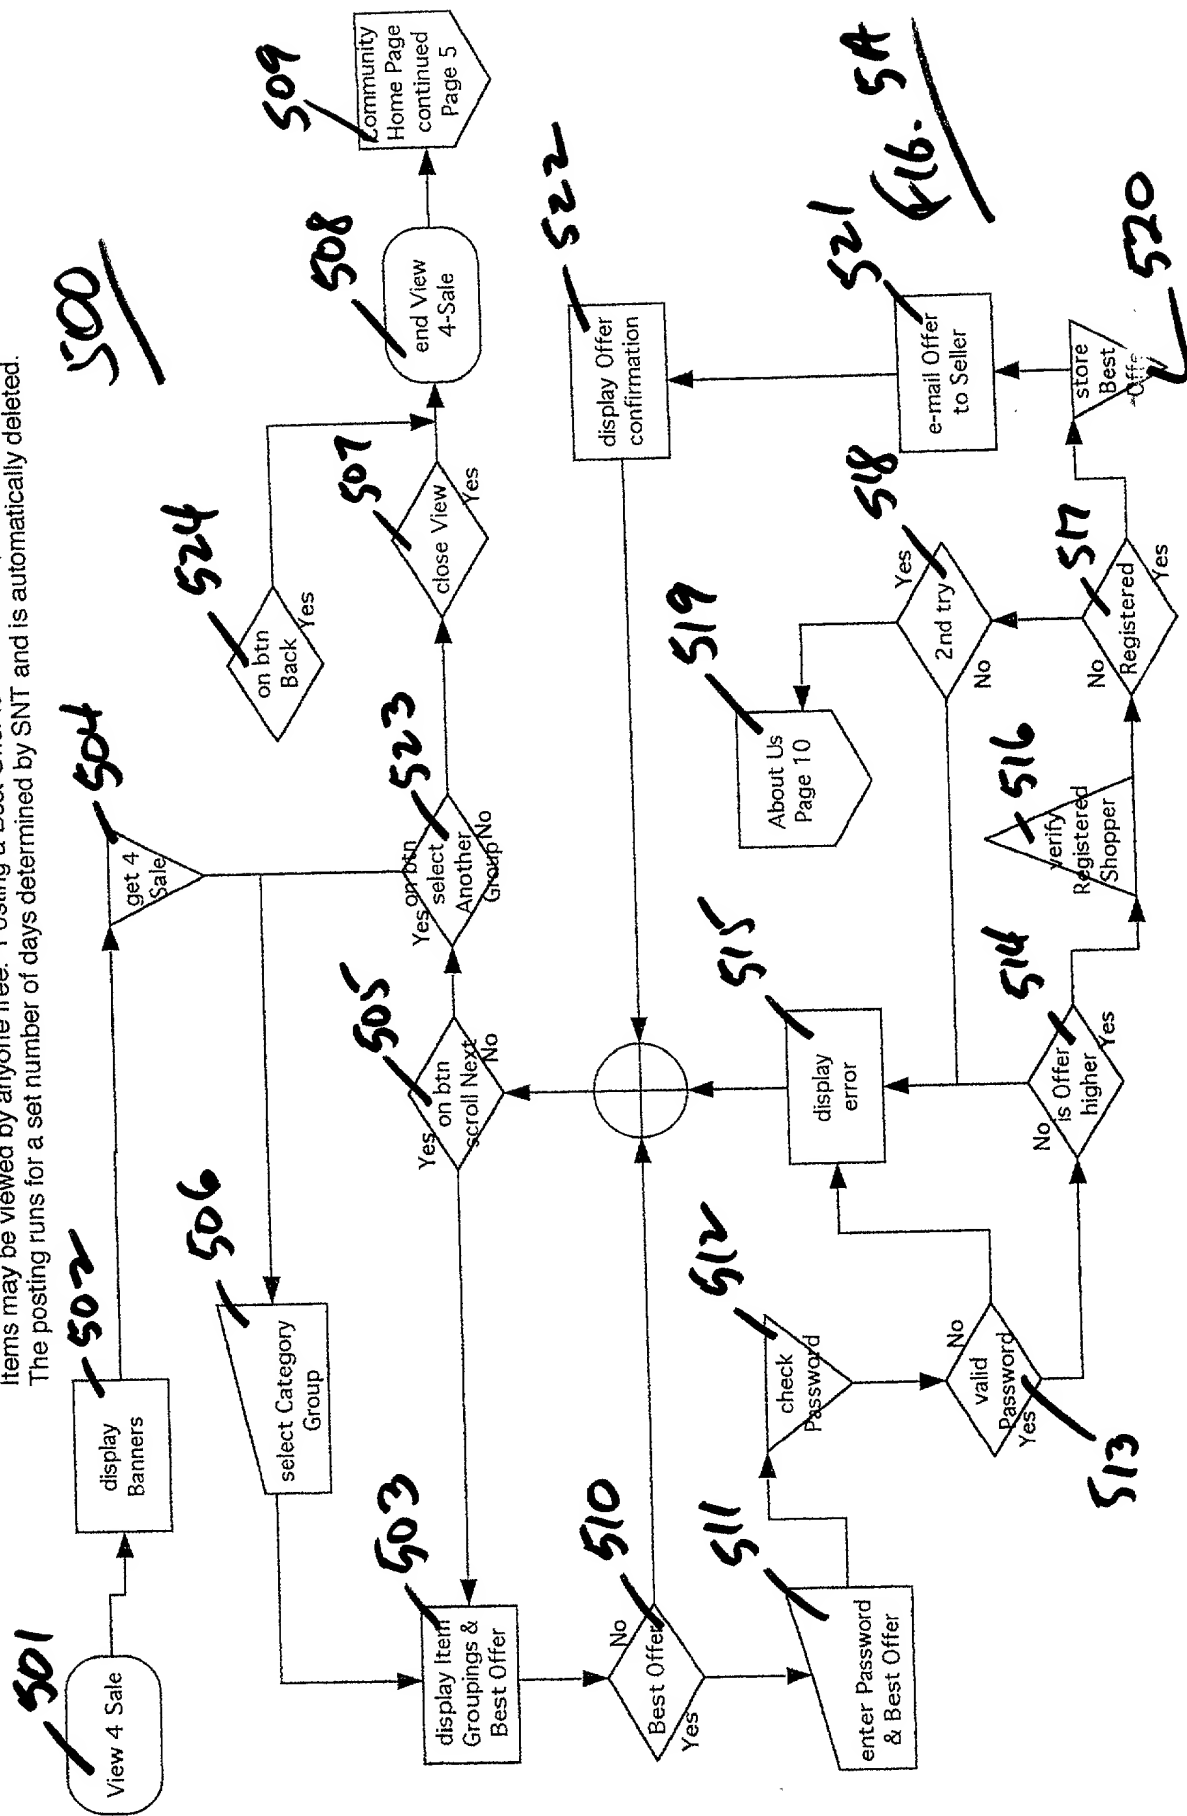 Items may be viewed by anyone free. Posting a Best
The posting runs for a set number of days determined by SNT and is automatically deleted.
500
501
View 4 Sale
502
display
Banners
504
get 4
Sale
506
select Category
Group
524
on btn
Back
Yes
503
display Item
Groupings &
Best Offer
505
on btn
scroll Next
Yes
No
523
on btn
select
Another
Group
Yes
No
507
close View
Yes
508
end View
4-Sale
509
Community
Home Page
continued
Page 5
510
Best Offer
No
Yes
511
enter Password
& Best Offer
512
check
Password
513
valid
Password
No
Yes
515
display
error
514
is Offer
higher
No
Yes
516
verify
Registered
Shopper
517
Registered
No
Yes
518
2nd try
Yes
No
519
About Us
Page 10
520
store
Best
Offer
521
e-mail Offer
to Seller
522
display Offer
confirmation
FIG. 5A